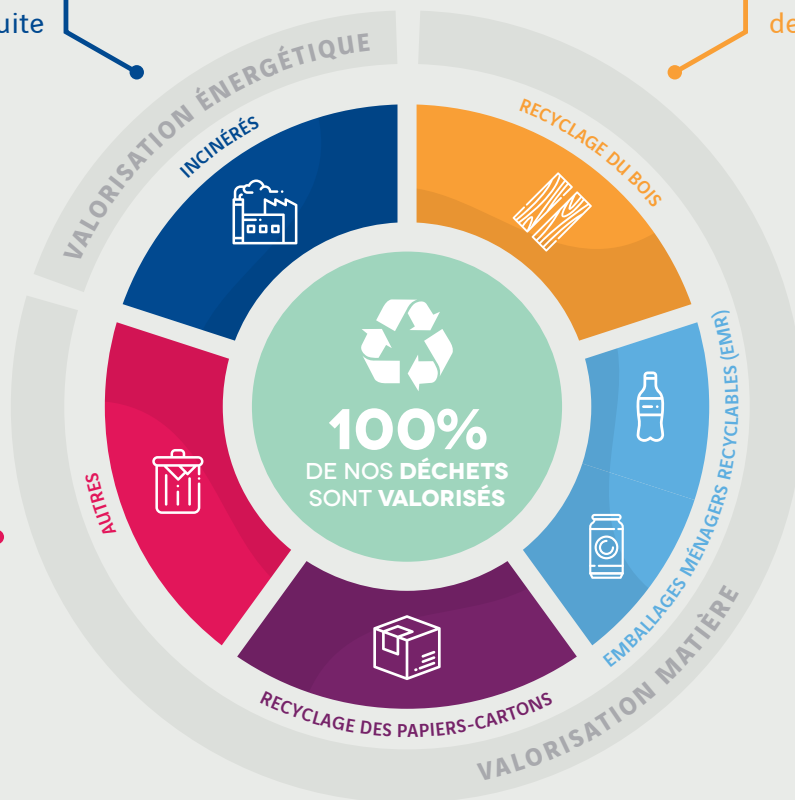 uite
de
VALORISATION ÉNERGÉTIQUE
INCINÉRÉS
RECYCLAGE DU BOIS
EMBALLAGES MÉNAGERS RECYCLABLES (EMR)
100%
DE NOS DÉCHETS
SONT VALORISÉS
AUTRES
RECYCLAGE DES PAPIERS-CARTONS
VALORISATION MATIÈRE